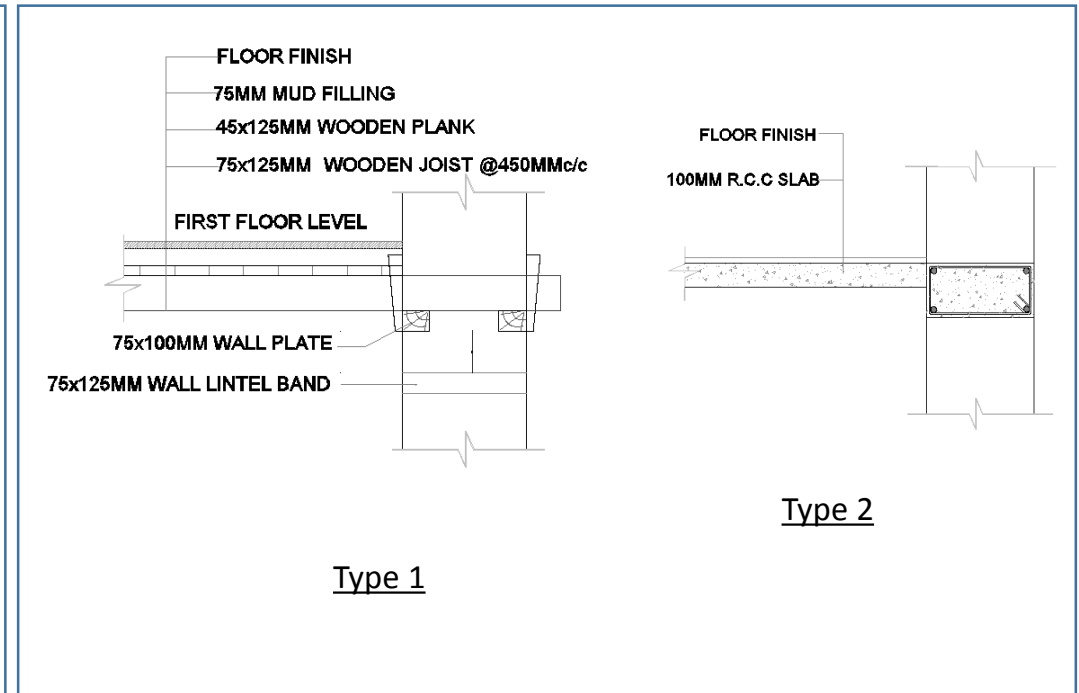 FLOOR FINISH
75MM MUD FILLING
45x125MM WOODEN PLANK
75x125MM WOODEN JOIST @450MMc/c
FIRST FLOOR LEVEL
75x100MM WALL PLATE
75x125MM WALL LINTEL BAND
Type 1
FLOOR FINISH
100MM R.C.C SLAB
Type 2